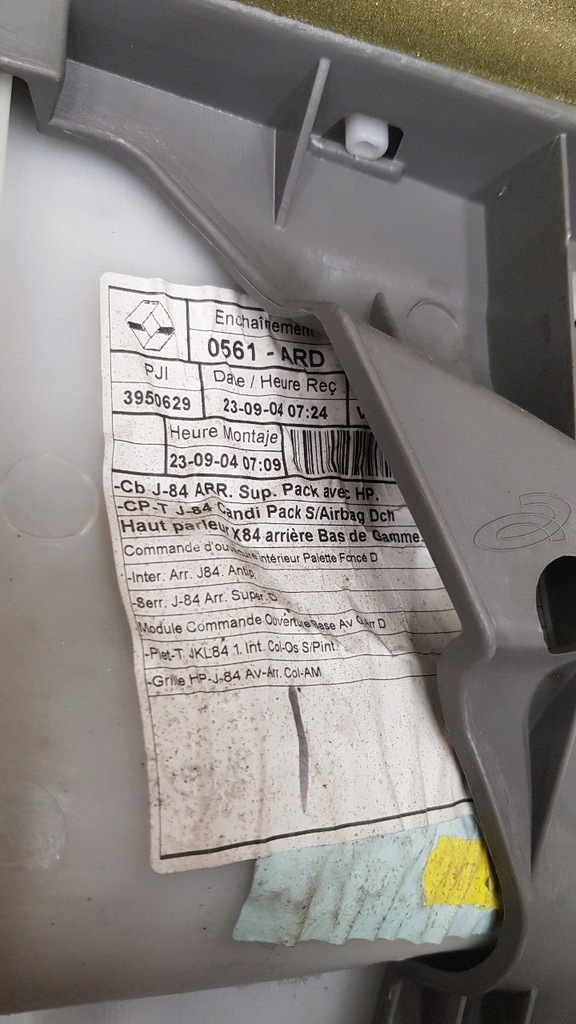 Enchaînement
0561 - ARD
PJI
Date / Heure Reç
3950629
23-09-04 07:24
Heure Montaje
23-09-04 07:09
-Cb J-84 ARR. Sup. Pack avec HP.
-CP-T J-84 Candi Pack S/Airbag Dch
Haut parleur X84 arrière Bas de Gamme.
Commande d'ouverture intérieur Palette Foncé D
-Inter. Arr. J84. Antip
-Serr. J-84 Arr. Super. D
Module Commande Ouverture Base Av Arr D
-Plet-T JKL84 1. Int. Col-Os S/Pint
-Grille HP-J-84 Av-Arr. Col-AM